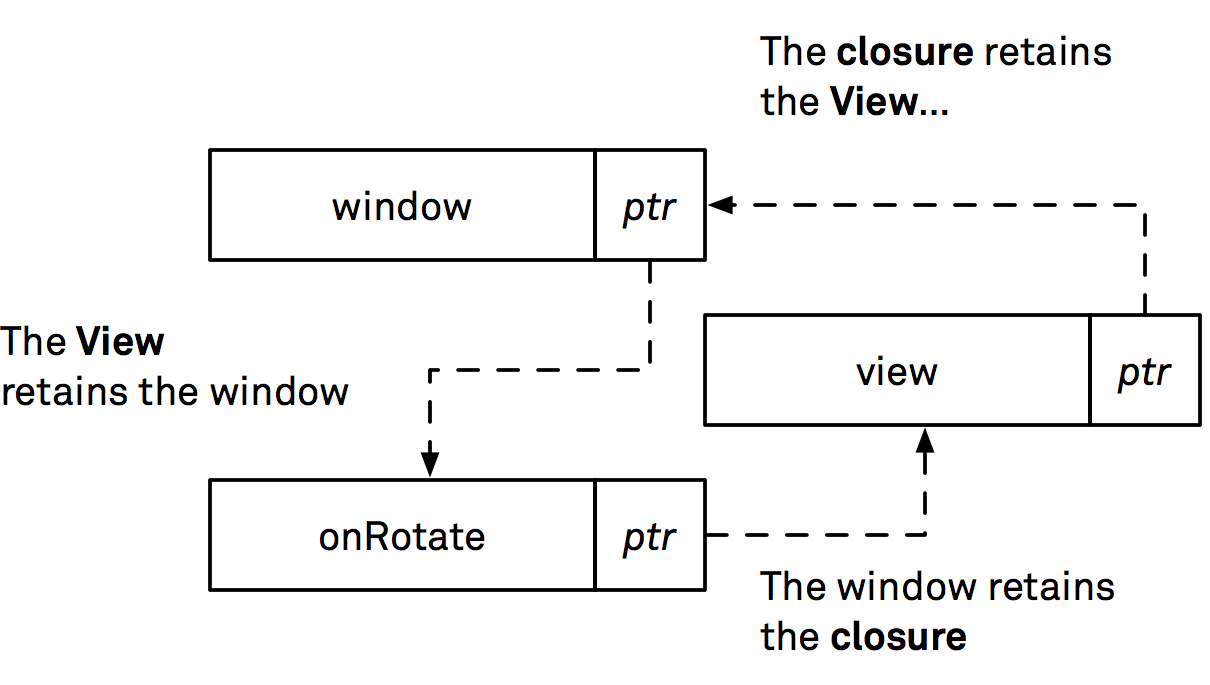 The closure retains
the View...
window
ptr
The View
retains the window
view
ptr
onRotate
ptr
The window retains
the closure